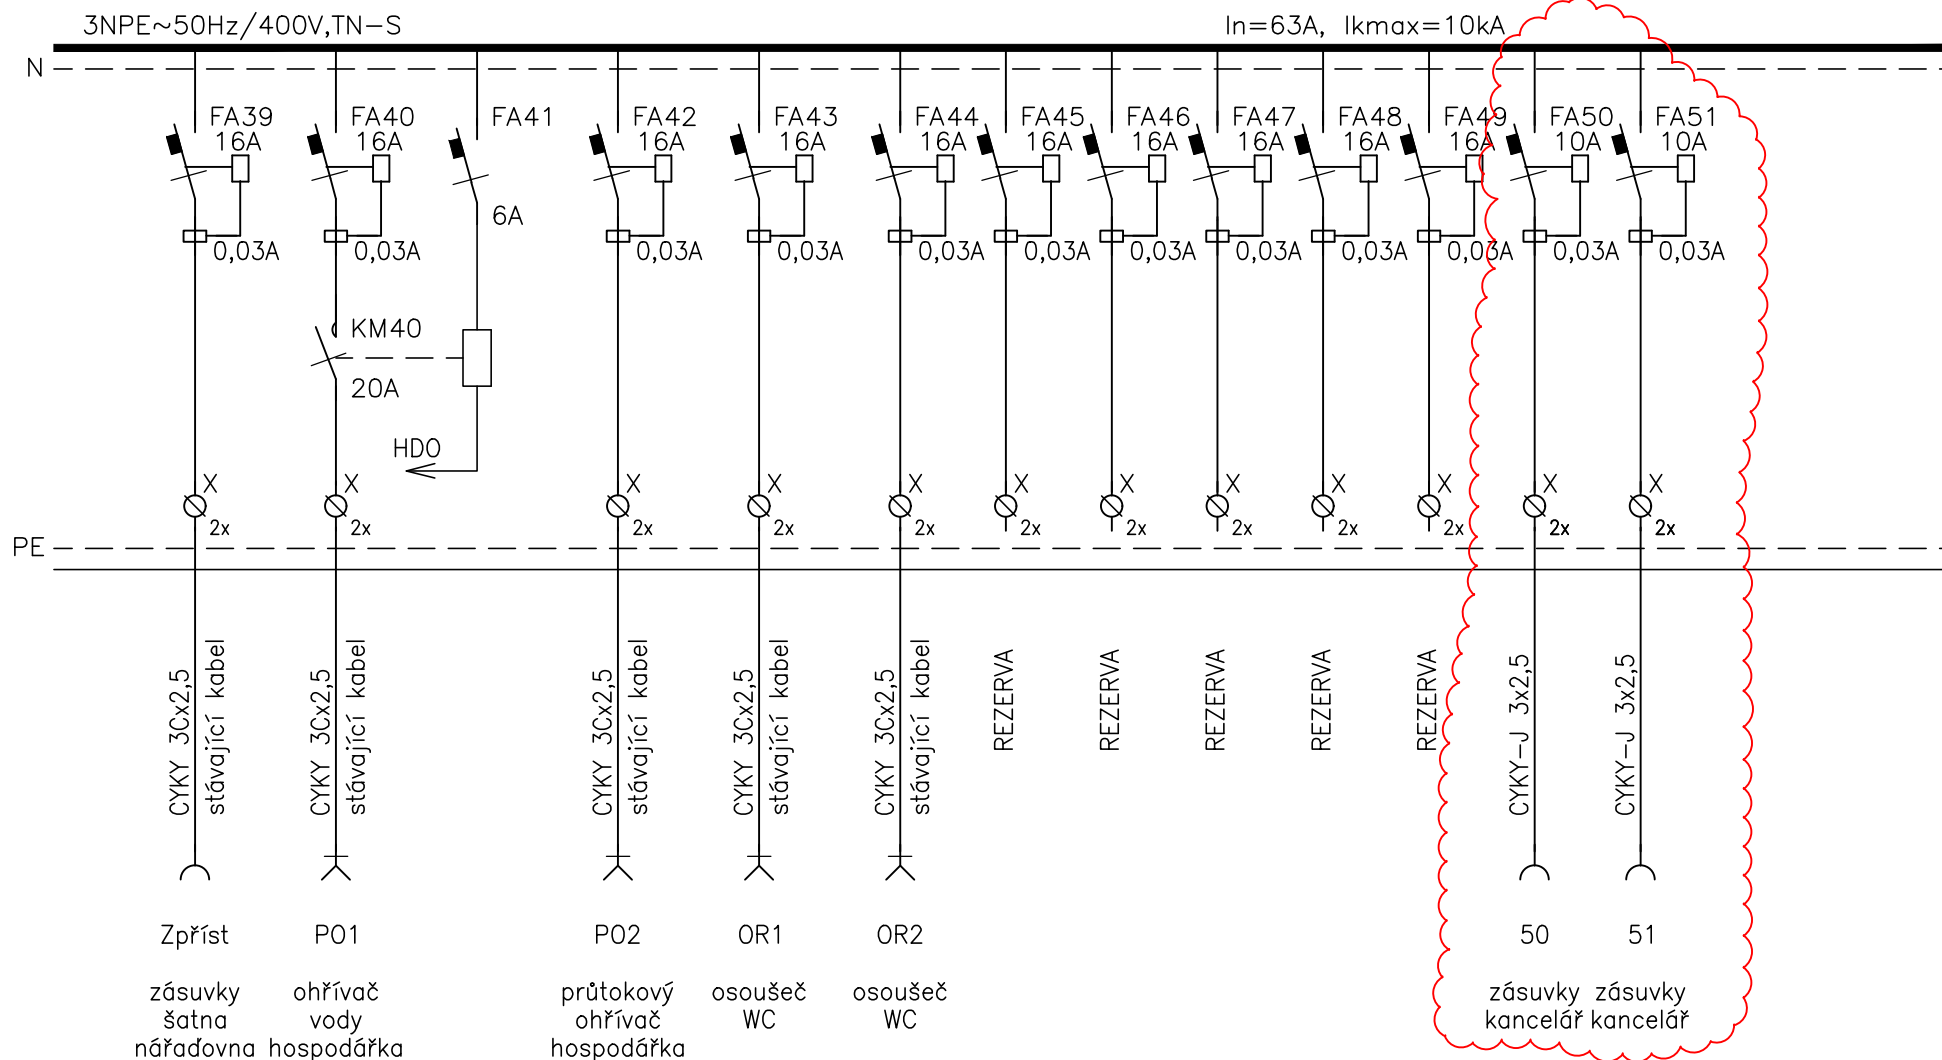 3NPE~50Hz/400V,TN-S
In=63A, Ikmax=10kA
N
FA39 FA40 FA41 FA42 FA43 FA44 FA45 FA46 FA47 FA48 FA49 FA50 FA51
16A 16A 16A 16A 16A 16A 16A 16A 16A 16A 10A 10A
6A
0,03A 0,03A 0,03A 0,03A 0,03A 0,03A 0,03A 0,03A 0,03A 0,03A 0,03A 0,03A
KM40
20A
HDO
X X X X X X X X X X X X
2x 2x 2x 2x 2x 2x 2x 2x 2x 2x 2x 2x
PE
CYKY 3Cx2,5
stávající kabel
CYKY 3Cx2,5
stávající kabel
CYKY 3Cx2,5
stávající kabel
CYKY 3Cx2,5
stávající kabel
CYKY 3Cx2,5
stávající kabel
REZERVA
REZERVA
REZERVA
REZERVA
REZERVA
CYKY-J 3x2,5
CYKY-J 3x2,5
Zpříst
zásuvky
šatna
nářaďovna
PO1
ohřívač
vody
hospodářka
PO2
průtokový
ohřívač
hospodářka
OR1
osoušeč
WC
OR2
osoušeč
WC
50
zásuvky
kancelář
51
zásuvky
kancelář